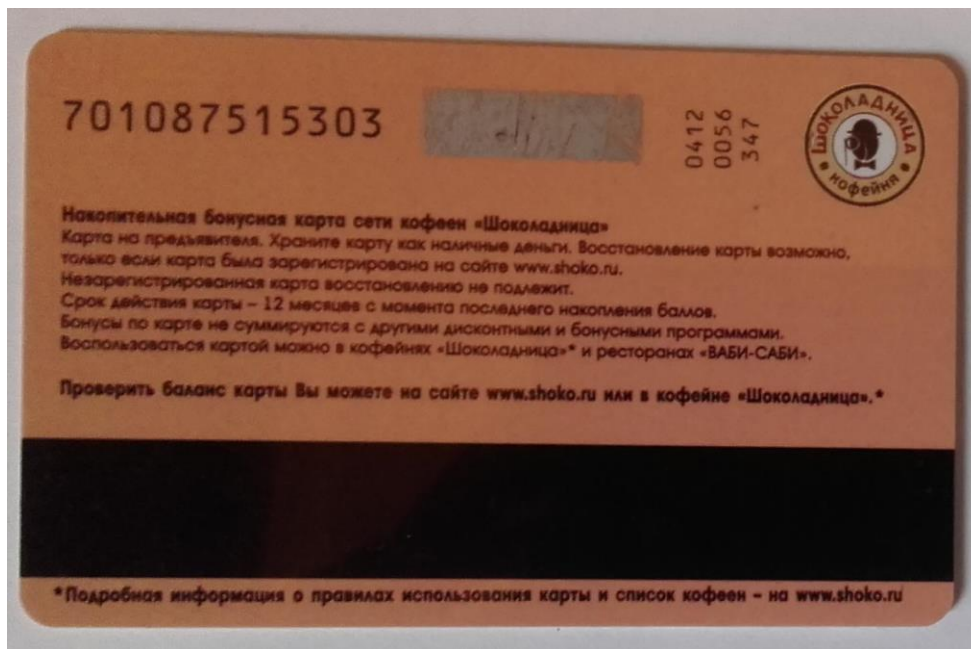 701087515303
0412
0056
347
ШОКОЛАДНИЦА
кофейня
Накопительная бонусная карта сети кофеен «Шоколадница»
Карта на предъявителя. Храните карту как наличные деньги. Восстановление карты возможно,
только если карта была зарегистрирована на сайте www.shoko.ru.
Незарегистрированная карта восстановлению не подлежит.
Срок действия карты – 12 месяцев с момента последнего накопления баллов.
Бонусы по карте не суммируются с другими дисконтными и бонусными программами.
Воспользоваться картой можно в кофейнях «Шоколадница»* и ресторанах «ВАБИ-САБИ».
Проверить баланс карты Вы можете на сайте www.shoko.ru или в кофейне «Шоколадница».*
*Подробная информация о правилах использования карты и список кофеен – на www.shoko.ru